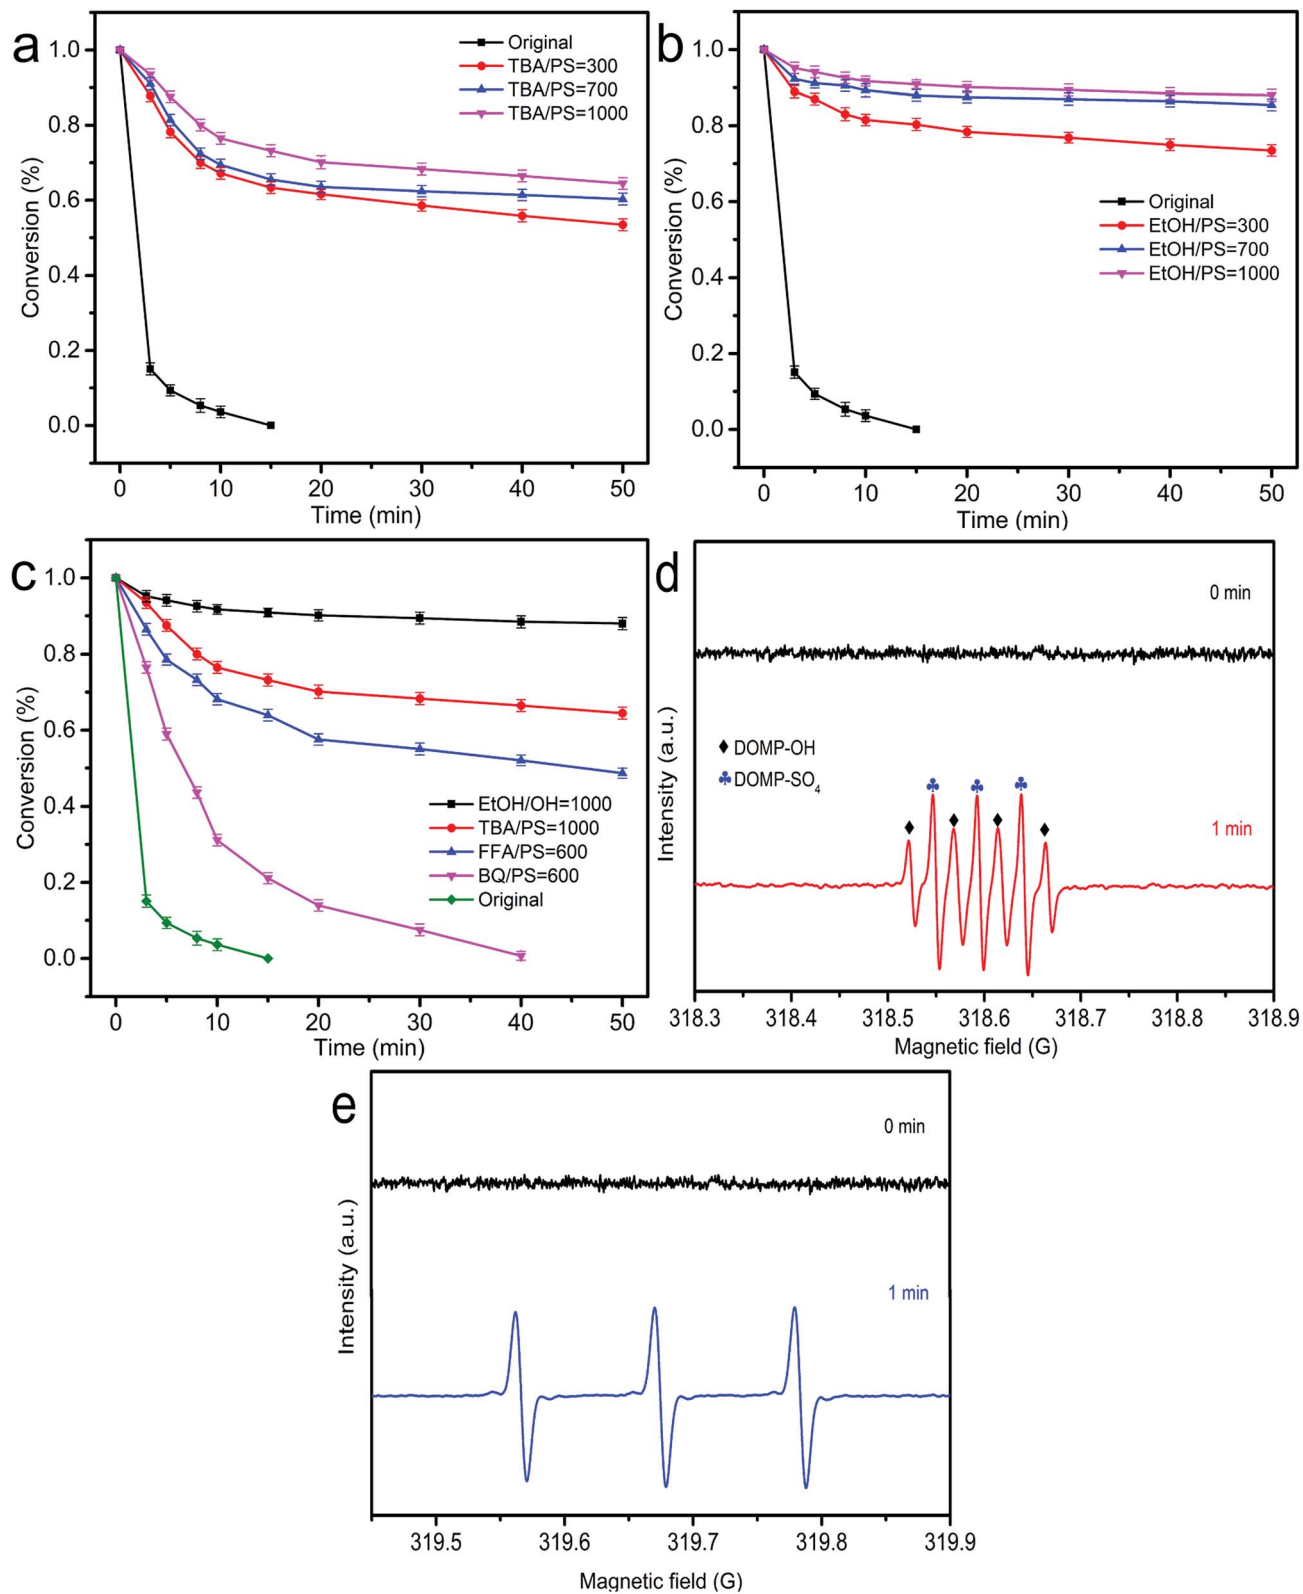 a
Original
TBA/PS=300
TBA/PS=700
TBA/PS=1000
1.0
0.8
0.6
0.4
0.2
0.0
Conversion (%)
0 10 20 30 40 50
Time (min)
b
Original
EtOH/PS=300
EtOH/PS=700
EtOH/PS=1000
1.0
0.8
0.6
0.4
0.2
0.0
Conversion (%)
0 10 20 30 40 50
Time (min)
c
EtOH/OH=1000
TBA/PS=1000
FFA/PS=600
BQ/PS=600
Original
1.0
0.8
0.6
0.4
0.2
0.0
Conversion (%)
0 10 20 30 40 50
Time (min)
d
0 min
DOMP-OH
DOMP-SO4
1 min
Intensity (a.u.)
318.3 318.4 318.5 318.6 318.7 318.8 318.9
Magnetic field (G)
e
0 min
1 min
Intensity (a.u.)
319.5 319.6 319.7 319.8 319.9
Magnetic field (G)